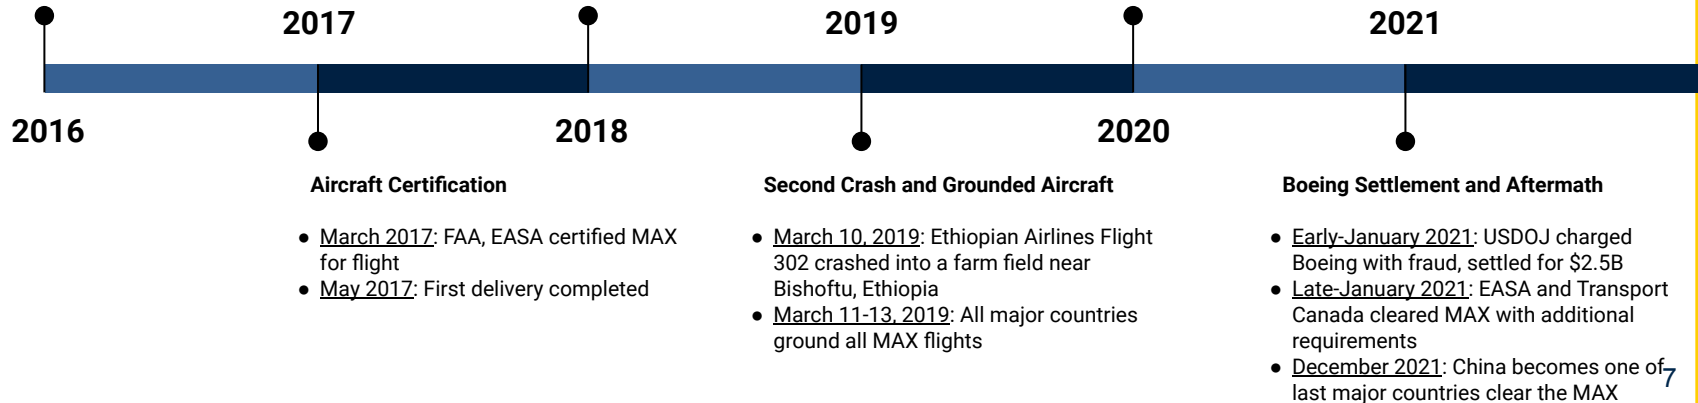 2017
2019
2021
2016
2018
2020
Aircraft Certification
● March 2017: FAA, EASA certified MAX
for flight
● May 2017: First delivery completed
Second Crash and Grounded Aircraft
● March 10, 2019: Ethiopian Airlines Flight
302 crashed into a farm field near
Bishoftu, Ethiopia
● March 11-13, 2019: All major countries
ground all MAX flights
Boeing Settlement and Aftermath
● Early-January 2021: USDOJ charged
Boeing with fraud, settled for $2.5B
● Late-January 2021: EASA and Transport
Canada cleared MAX with additional
requirements
● December 2021: China becomes one of
last major countries clear the MAX
7